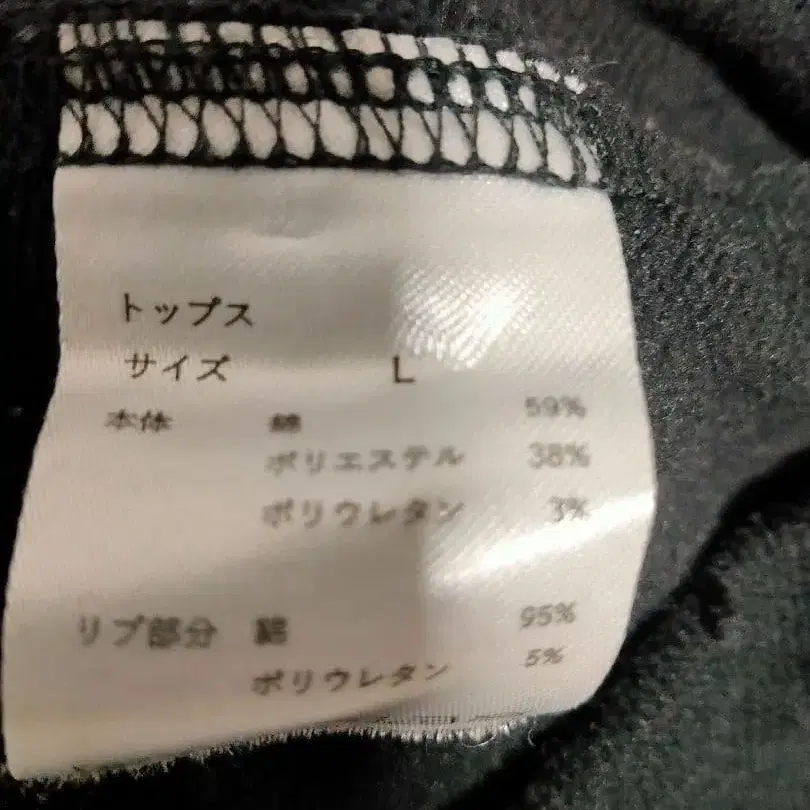 トップス
サイズ L
本体 綿 59%
ポリエステル 38%
ポリウレタン 3%
リブ部分 綿 95%
ポリウレタン 5%